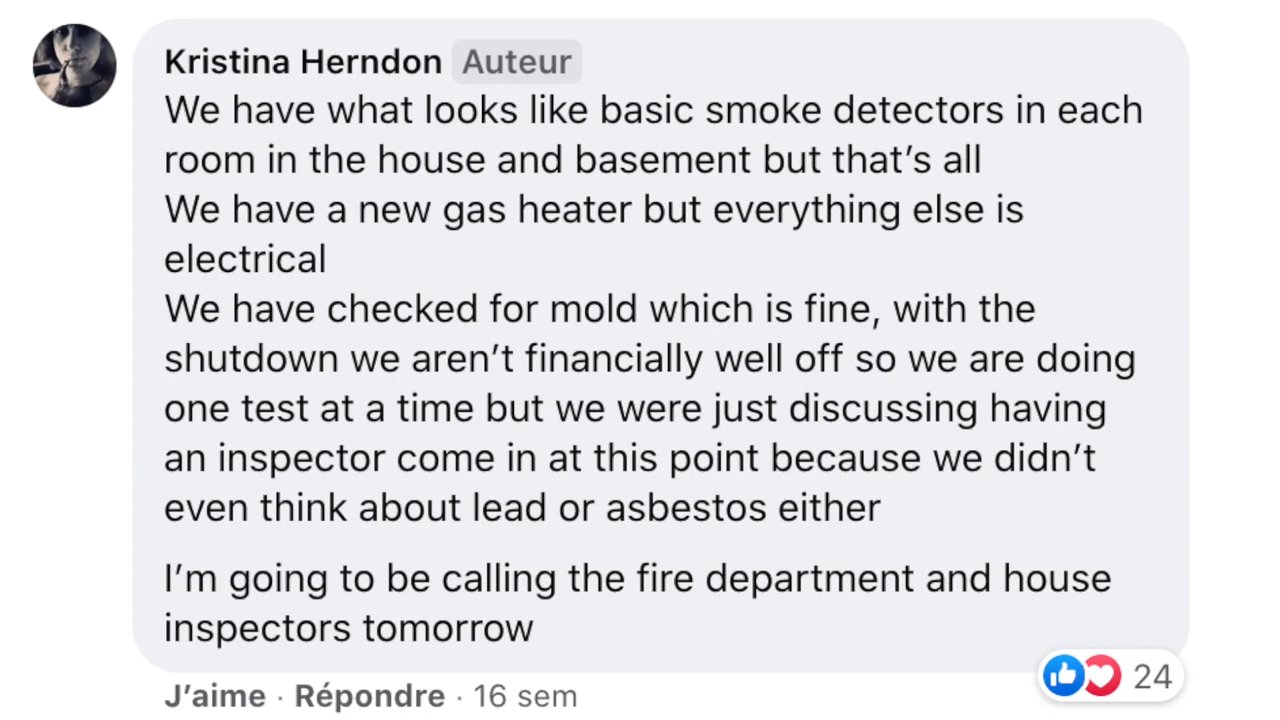 Kristina Herndon Auteur
We have what looks like basic smoke detectors in each
room in the house and basement but that’s all
We have a new gas heater but everything else is
electrical
We have checked for mold which is fine, with the
shutdown we aren’t financially well off so we are doing
one test at a time but we were just discussing having
an inspector come in at this point because we didn’t
even think about lead or asbestos either
I’m going to be calling the fire department and house
inspectors tomorrow
J’aime · Répondre · 16 sem
24